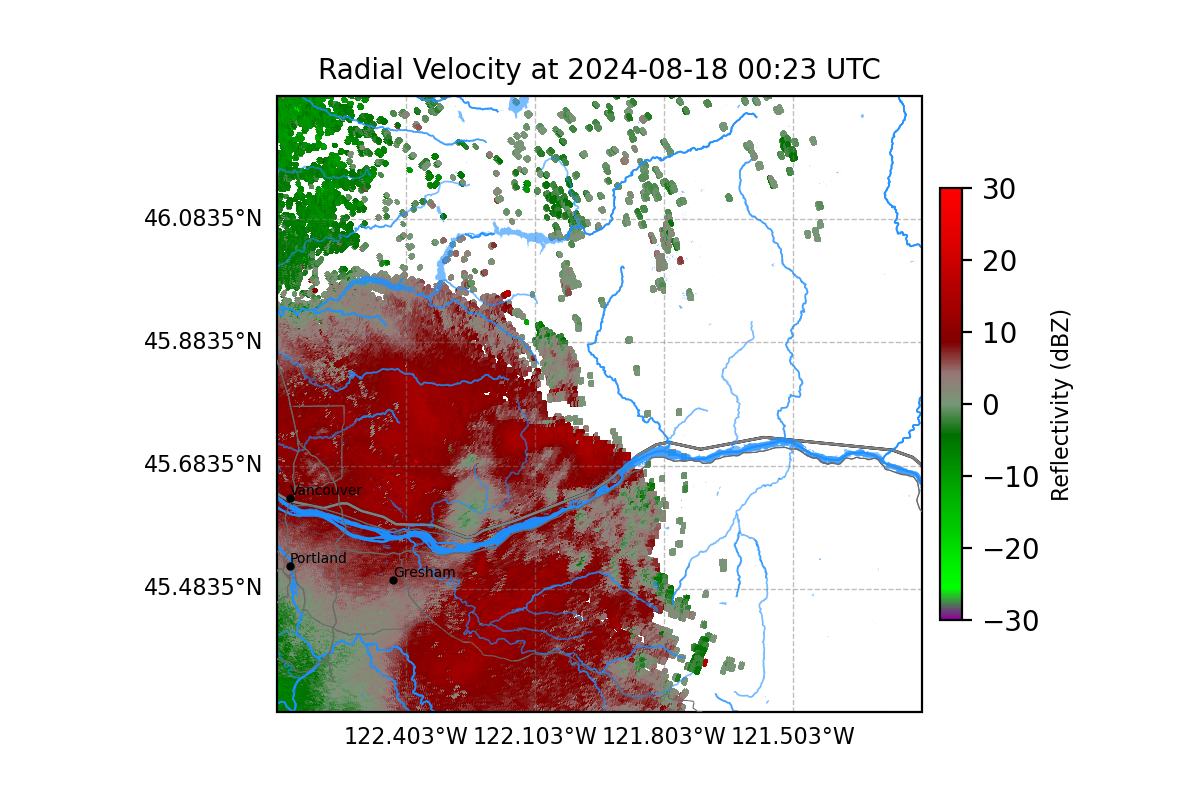 Radial Velocity at 2024-08-18 00:23 UTC
46.0835°N
45.8835°N
45.6835°N
45.4835°N
Vancouver
Portland
Gresham
122.403°W 122.103°W 121.803°W 121.503°W
30
20
10
0
−10
−20
−30
Reflectivity (dBZ)